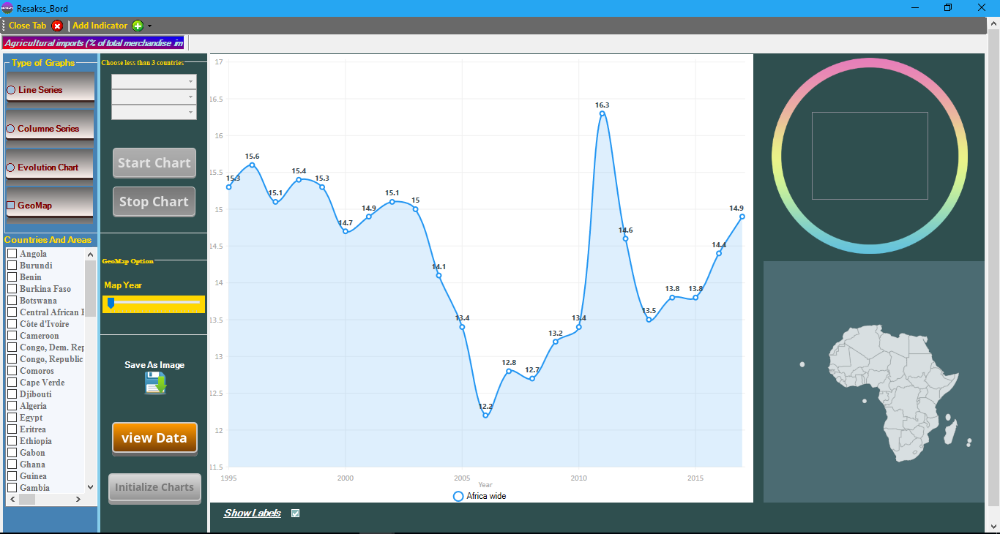 Resakss_Bord
Close Tab Add Indicator
Agricultural imports (% of total merchandise im
Type of Graphs
Line Series
Columne Series
Evolution Chart
GeoMap
Countries And Areas
Angola
Burundi
Benin
Burkina Faso
Botswana
Central African
Côte d'Ivoire
Cameroon
Congo, Dem. Rep
Congo, Republic
Comoros
Cape Verde
Djibouti
Algeria
Egypt
Eritrea
Ethiopia
Gabon
Ghana
Guinea
Gambia
Choose less than 3 countries
Start Chart
Stop Chart
GeoMap Option
Map Year
Save As Image
view Data
Initialize Charts
17
16.5
16
15.5
15
14.5
14
13.5
13
12.5
12
11.5
15.3
15.6
15.1
15.4
15.3
14.7
14.9
15.1
15
14.1
13.4
12.2
12.8
12.7
13.2
13.4
16.3
14.6
13.5
13.8
13.8
14.4
14.9
1995 2000 2005 2010 2015
Year
Africa wide
Show Labels